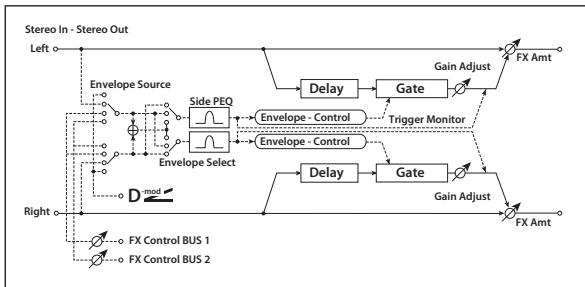 Stereo In - Stereo Out
Left
FX Amt
Gain Adjust
Envelope Source
Delay
Gate
Side PEQ
Envelope - Control
Trigger Monitor
Envelope - Control
Envelope Select
Delay
Gate
D-mod
Gain Adjust
Right
FX Amt
FX Control BUS 1
FX Control BUS 2